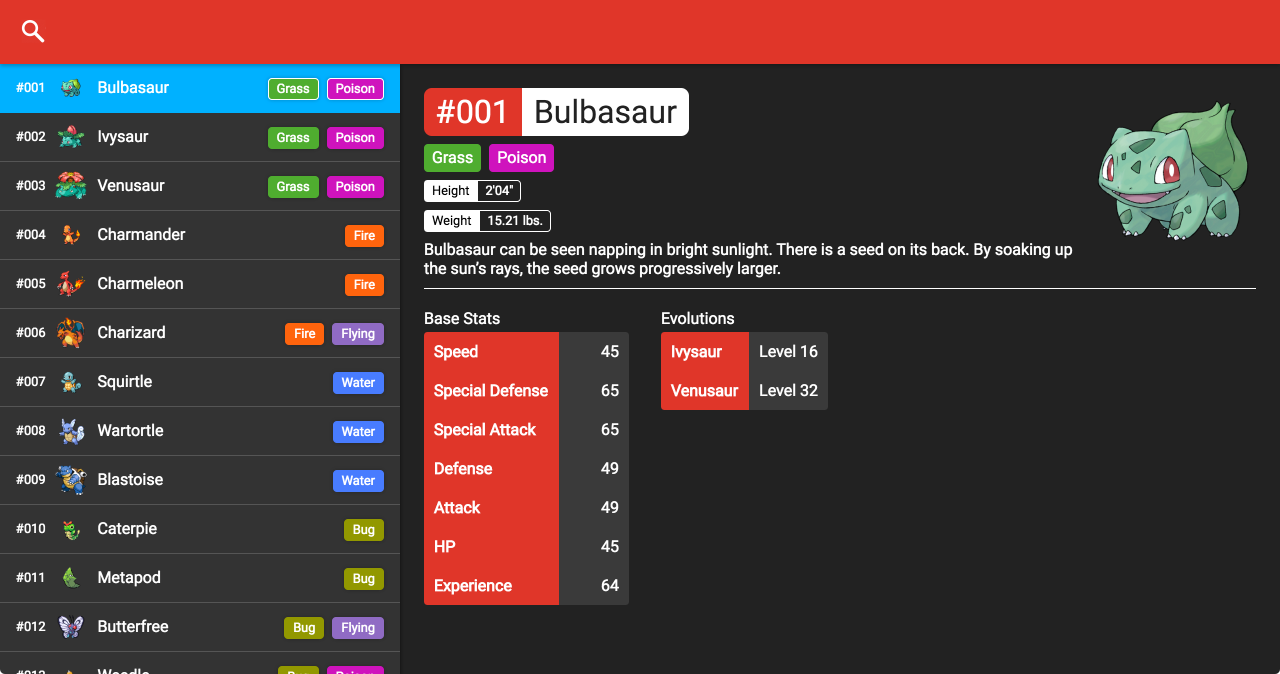 #001 Bulbasaur Grass Poison
#002 Ivysaur Grass Poison
#003 Venusaur Grass Poison
#004 Charmander Fire
#005 Charmeleon Fire
#006 Charizard Fire Flying
#007 Squirtle Water
#008 Wartortle Water
#009 Blastoise Water
#010 Caterpie Bug
#011 Metapod Bug
#012 Butterfree Bug Flying
#013 Weedle Bug Poison
#001 Bulbasaur
Grass Poison
Height 2'04"
Weight 15.21 lbs.
Bulbasaur can be seen napping in bright sunlight. There is a seed on its back. By soaking up
the sun’s rays, the seed grows progressively larger.
Base Stats
Speed 45
Special Defense 65
Special Attack 65
Defense 49
Attack 49
HP 45
Experience 64
Evolutions
Ivysaur Level 16
Venusaur Level 32